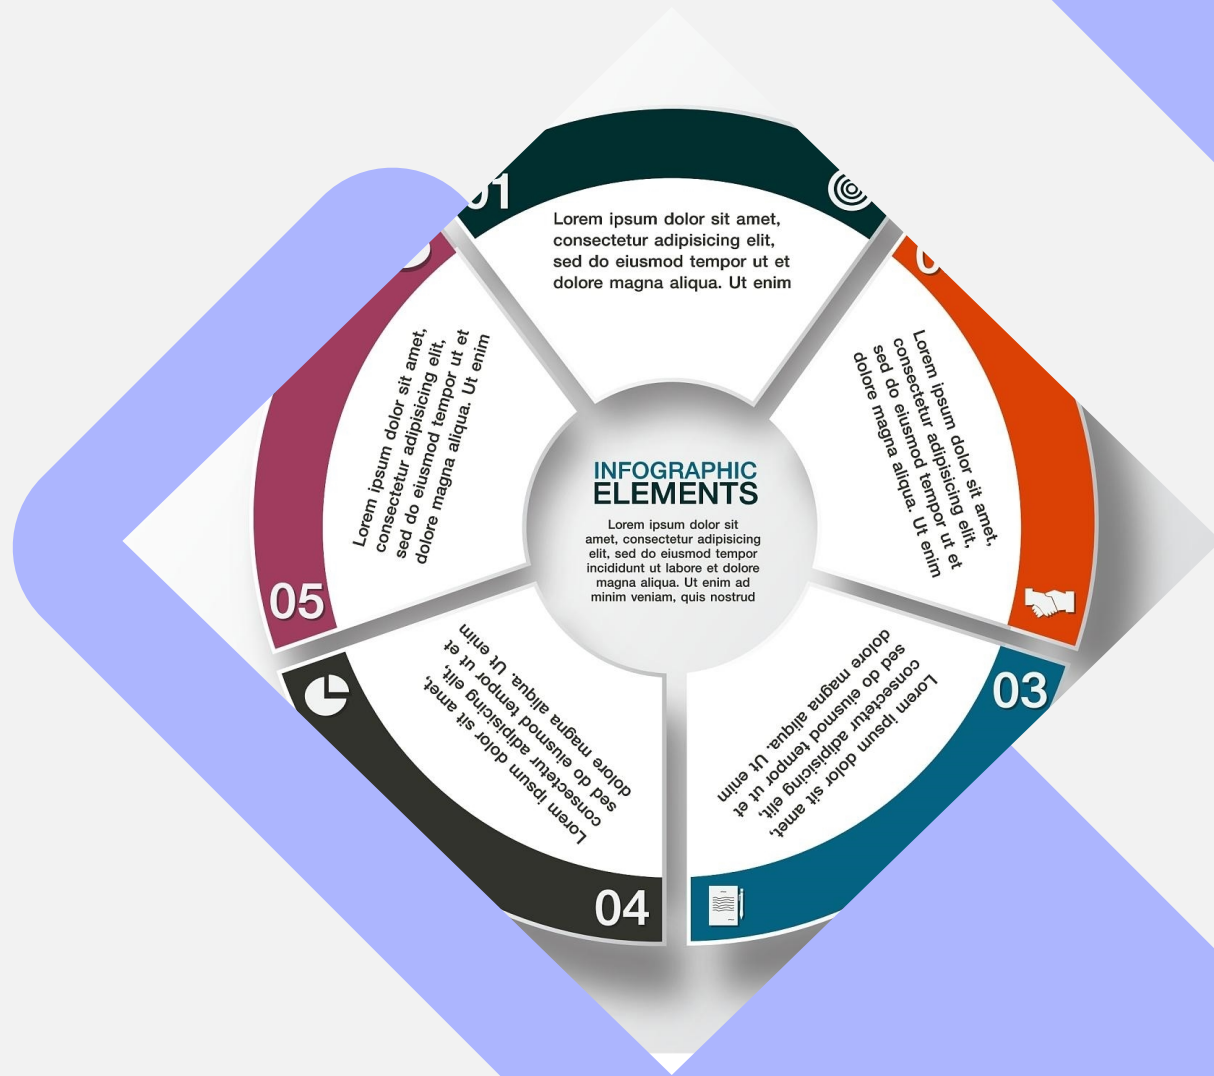 01
Lorem ipsum dolor sit amet,
consectetur adipisicing elit,
sed do eiusmod tempor ut et
dolore magna aliqua. Ut enim
Lorem ipsum dolor sit amet,
consectetur adipisicing elit,
sed do eiusmod tempor ut et
dolore magna aliqua. Ut enim
03
Lorem ipsum dolor sit amet,
consectetur adipisicing elit,
sed do eiusmod tempor ut et
dolore magna aliqua. Ut enim
04
Lorem ipsum dolor sit amet,
consectetur adipisicing elit,
sed do eiusmod tempor ut et
dolore magna aliqua. Ut enim
05
Lorem ipsum dolor sit amet,
consectetur adipisicing elit,
sed do eiusmod tempor ut et
dolore magna aliqua. Ut enim
INFOGRAPHIC
ELEMENTS
Lorem ipsum dolor sit
amet, consectetur adipisicing
elit, sed do eiusmod tempor
incididunt ut labore et dolore
magna aliqua. Ut enim ad
minim veniam, quis nostrud